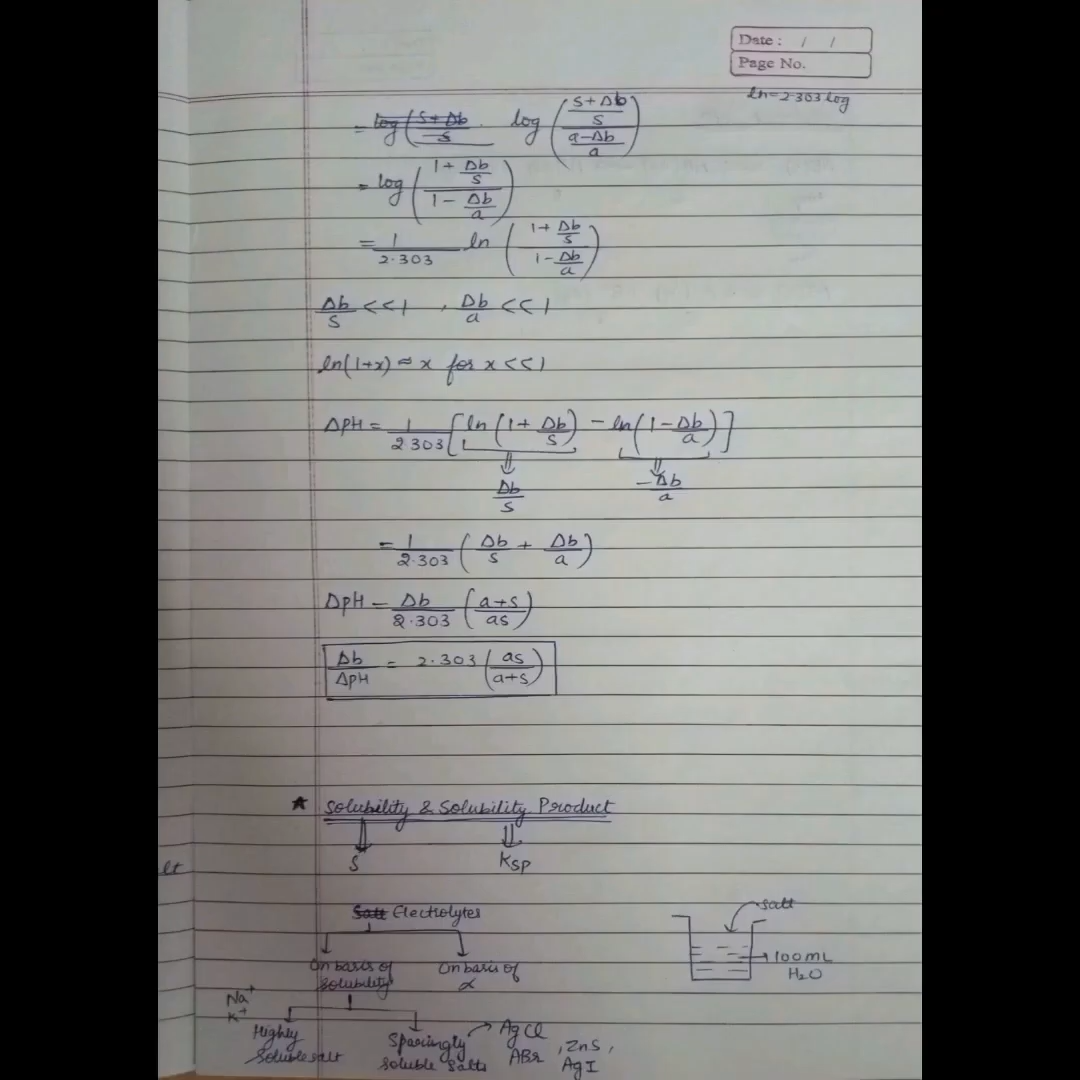 Date : / /
Page No.
ln=2.303 log
= log(S+Δb/S log((S+Δb/S)/(a-Δb/a))
= log((1+Δb/S)/(1-Δb/a))
= 1/2.303 ln((1+Δb/S)/(1-Δb/a))
Δb/S <<1 , Δb/a <<1
ln(1+x) ≈ x for x<<1
ΔpH = 1/2.303 [ln(1+Δb/S) - ln(1-Δb/a)]
⇓ ⇓
Δb/S -Δb/a
= 1/2.303 (Δb/S + Δb/a)
ΔpH = Δb/2.303 (a+s/as)
Δb/ΔpH = 2.303 (as/a+s)
★ Solubility & Solubility Product
⇓ ⇓
S Ksp
lt
Salt Electrolytes
salt
100mL
H₂O
On basis of
Solubility
On basis of
α
Na⁺
K⁺
Highly
Soluble salt
Sparingly
Soluble Salts
→ AgCl
ABr , ZnS ,
AgI